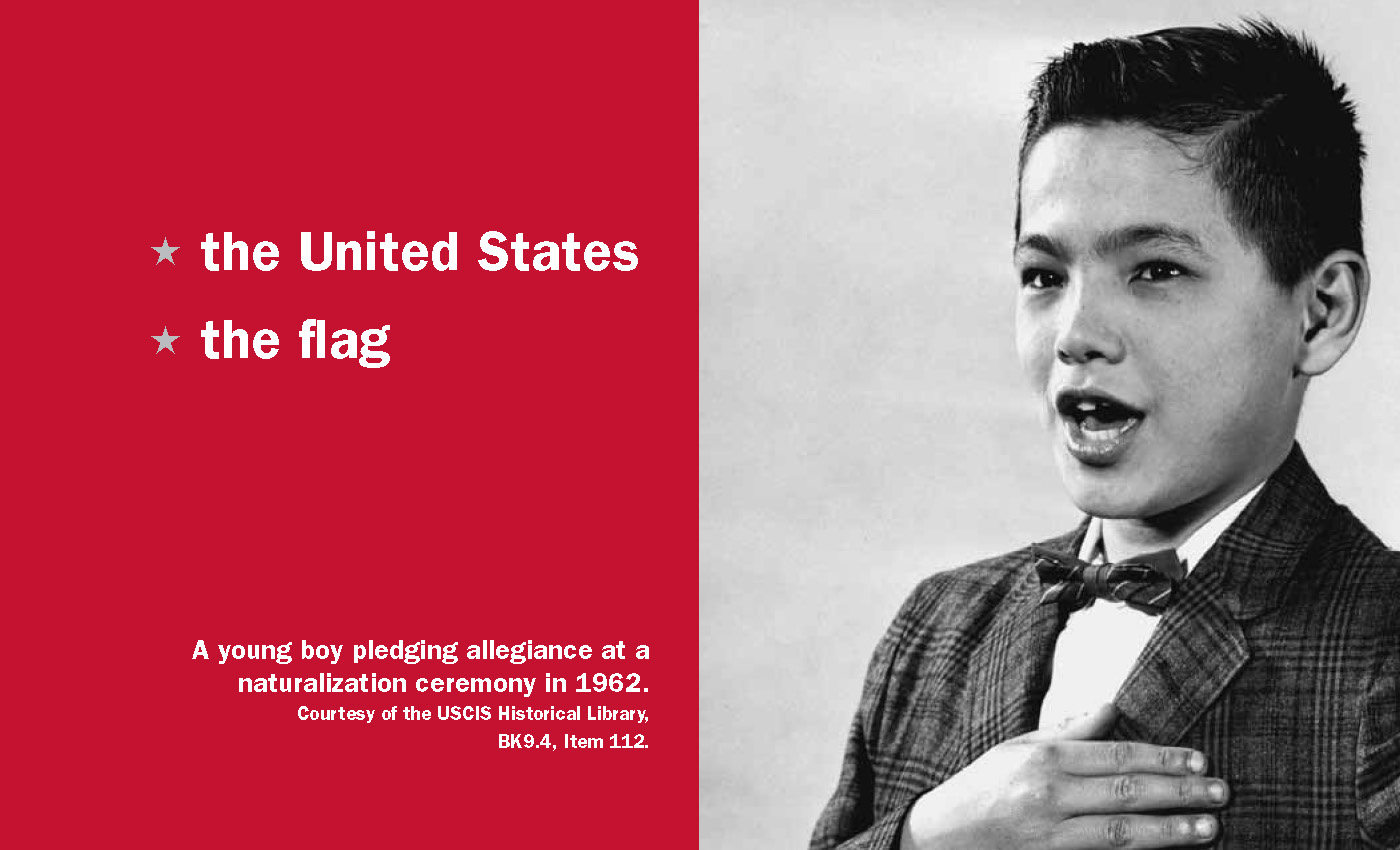 ★ the United States
★ the flag
A young boy pledging allegiance at a
naturalization ceremony in 1962.
Courtesy of the USCIS Historical Library,
BK9.4, Item 112.